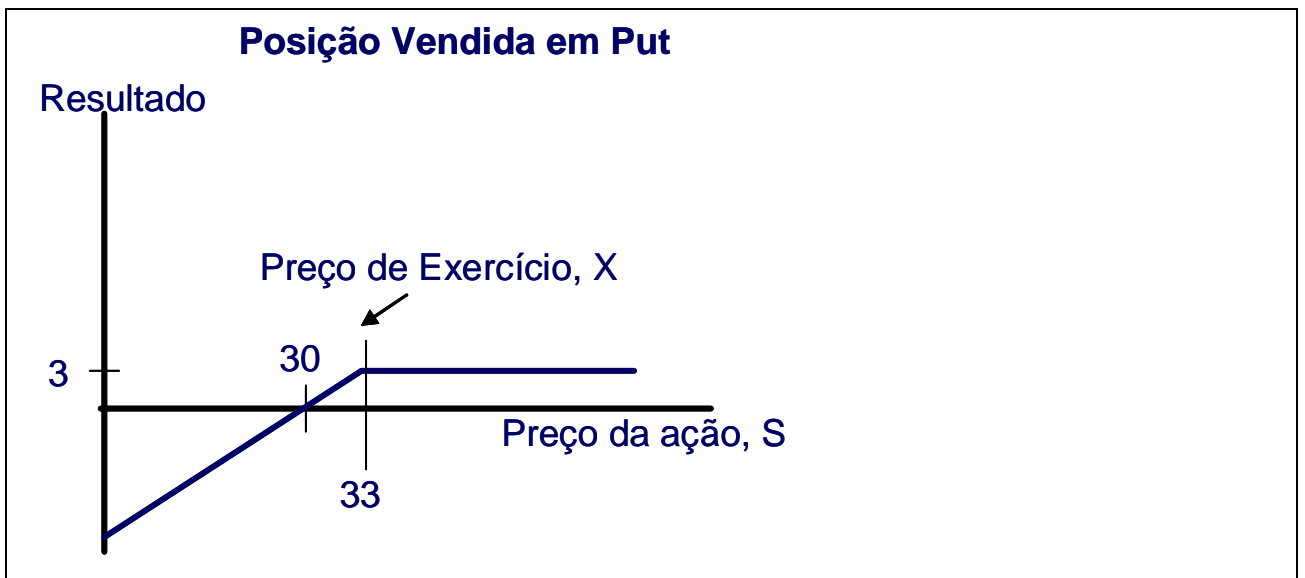 Posição Vendida em Put
Resultado
Preço de Exercício, X
3
30
Preço da ação, S
33